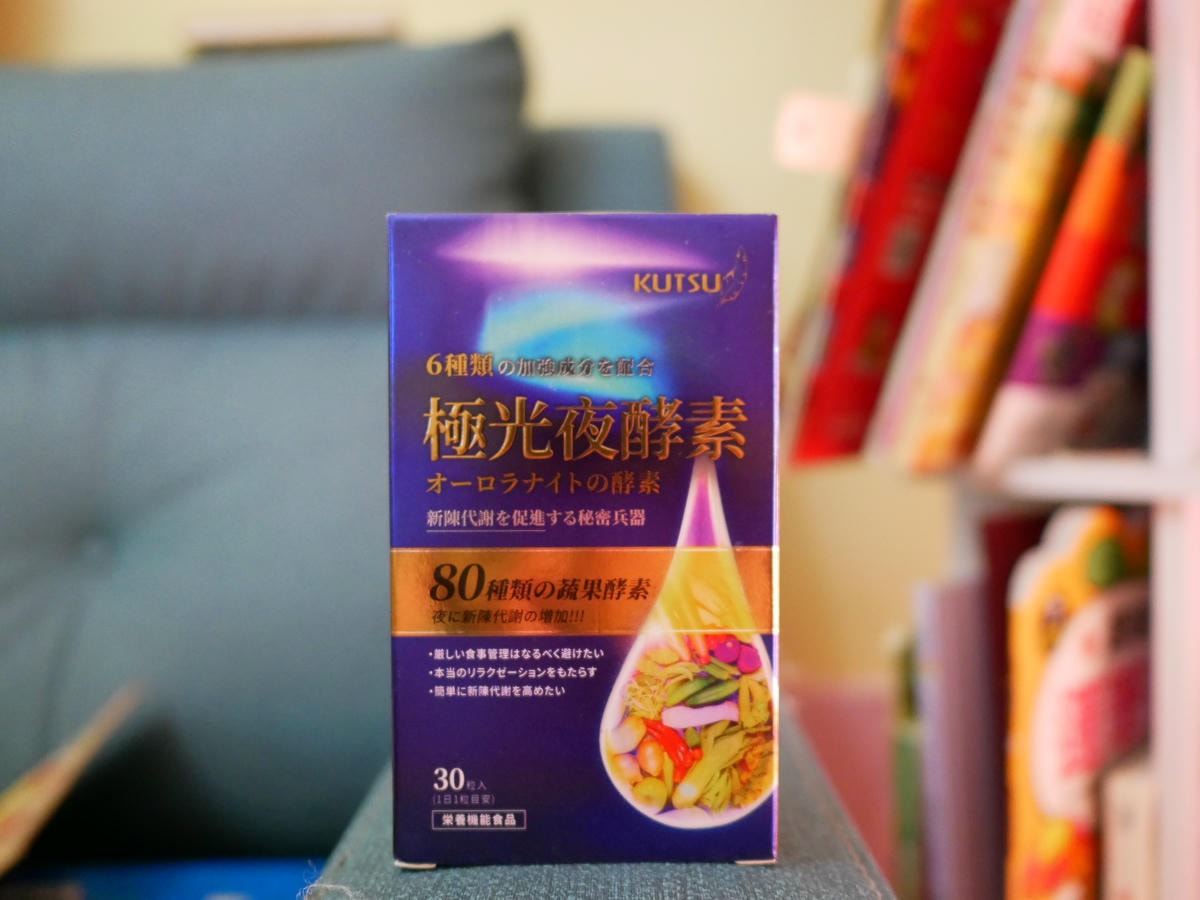 KUTSU
6種類の加強成分を配合
極光夜酵素
オーロラナイトの酵素
新陳代謝を促進する秘密兵器
80種類の蔬果酵素
夜に新陳代謝の増加!!!
・厳しい食事管理はなるべく避けたい
・本当のリラクゼーションをもたらす
・簡単に新陳代謝を高めたい
30粒入
(1日1粒目安)
栄養機能食品